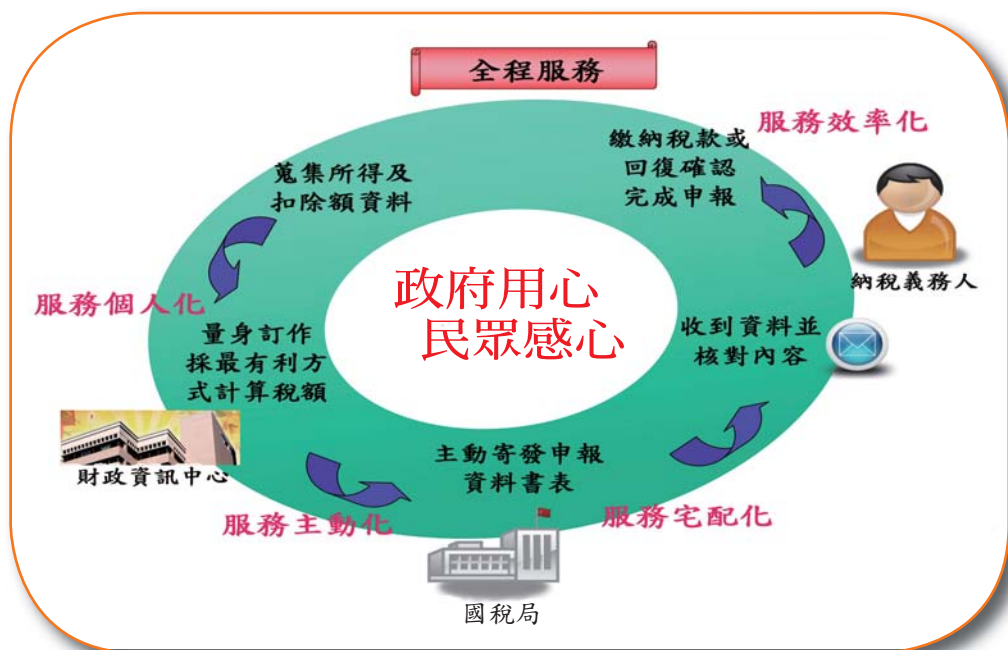 全程服務
服務效率化
繳納稅款或
回復確認
完成申報
蒐集所得及
扣除額資料
納稅義務人
政府用心
民眾感心
服務個人化
量身訂作
採最有利方
式計算稅額
收到資料並
核對內容
財政資訊中心
主動寄發申報
資料書表
服務主動化
服務宅配化
國稅局